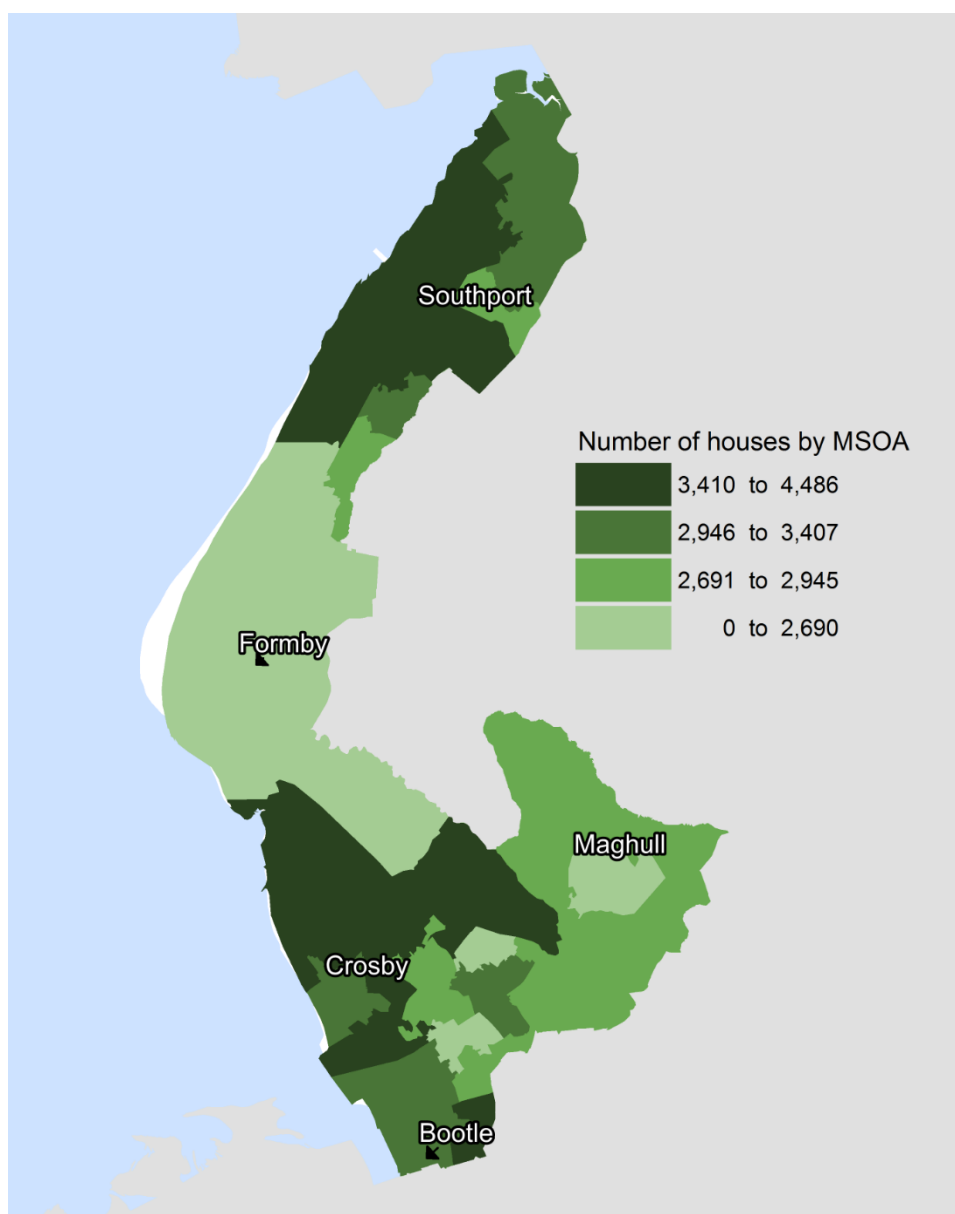 Southport
Number of houses by MSOA
3,410 to 4,486
2,946 to 3,407
2,691 to 2,945
0 to 2,690
Formby
Maghull
Crosby
Bootle